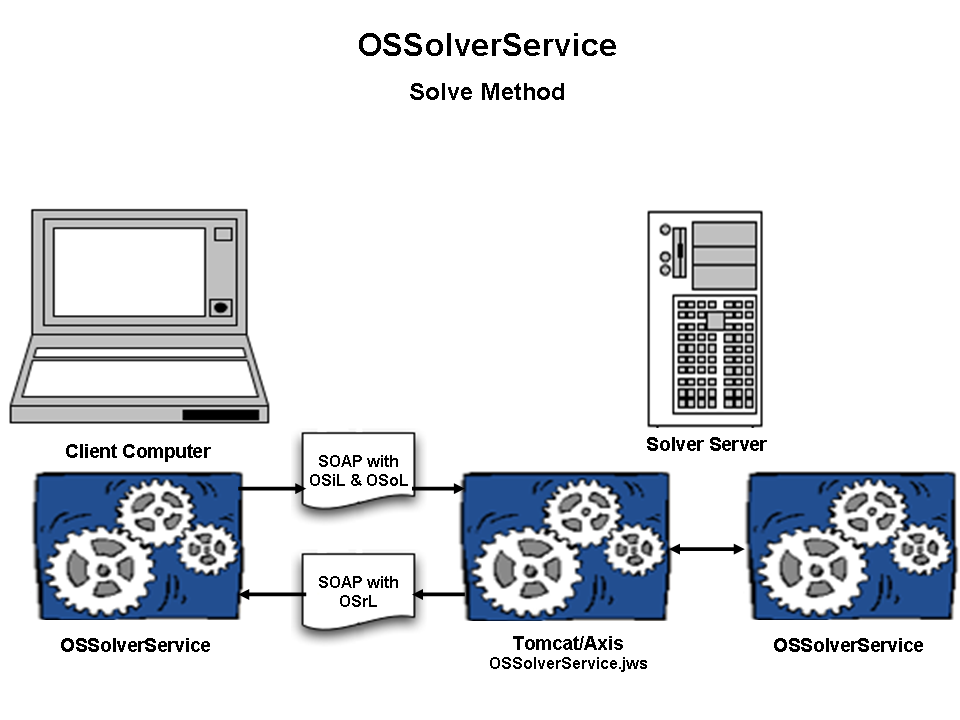 OSSolverService
Solve Method
Client Computer
Solver Server
SOAP with
OSiL & OSoL
SOAP with
OSrL
OSSolverService
Tomcat/Axis
OSSolverService.jws
OSSolverService